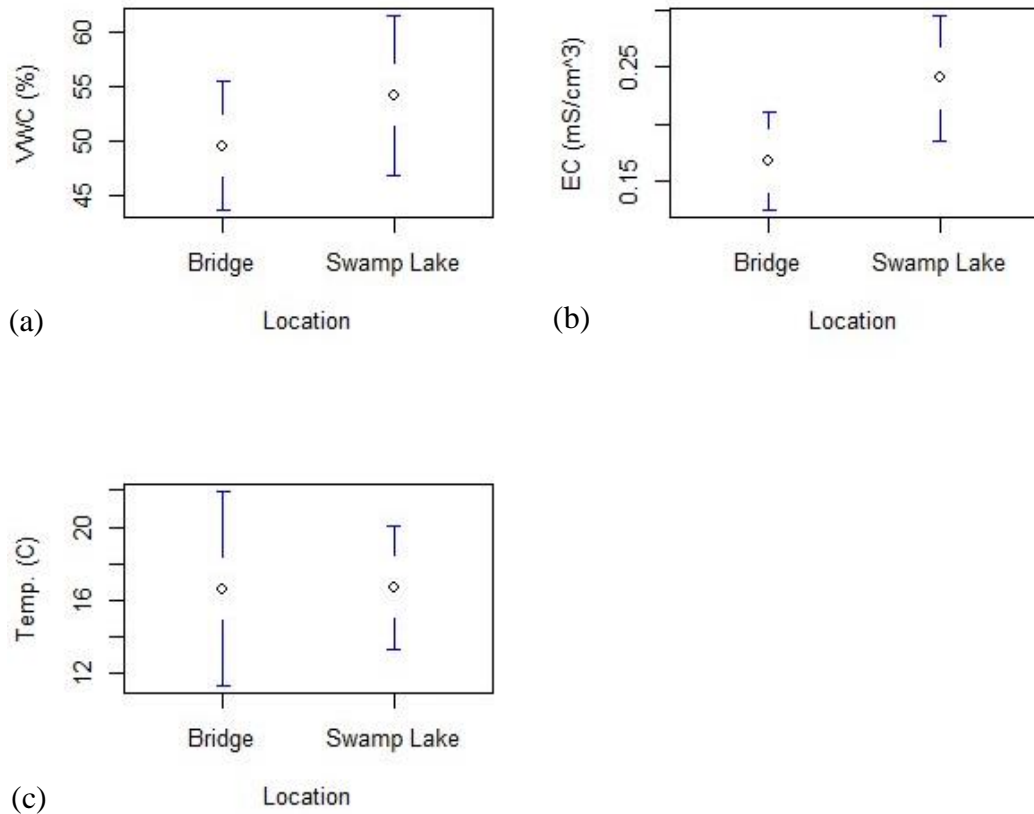 VWC (%)
60
55
50
45
Bridge Swamp Lake
(a)
Location
EC (mS/cm^3)
0.25
0.15
Bridge Swamp Lake
(b)
Location
Temp. (C)
20
16
12
Bridge Swamp Lake
(c)
Location